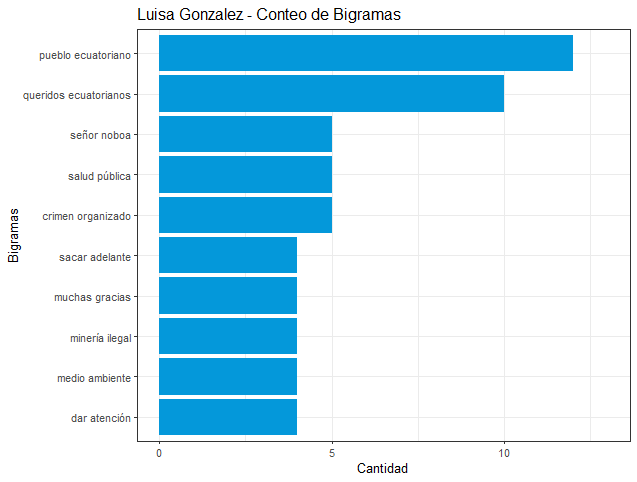 Luisa Gonzalez - Conteo de Bigramas
pueblo ecuatoriano
queridos ecuatorianos
señor noboa
salud pública
crimen organizado
sacar adelante
muchas gracias
minería ilegal
medio ambiente
dar atención
Bigramas
0 5 10
Cantidad